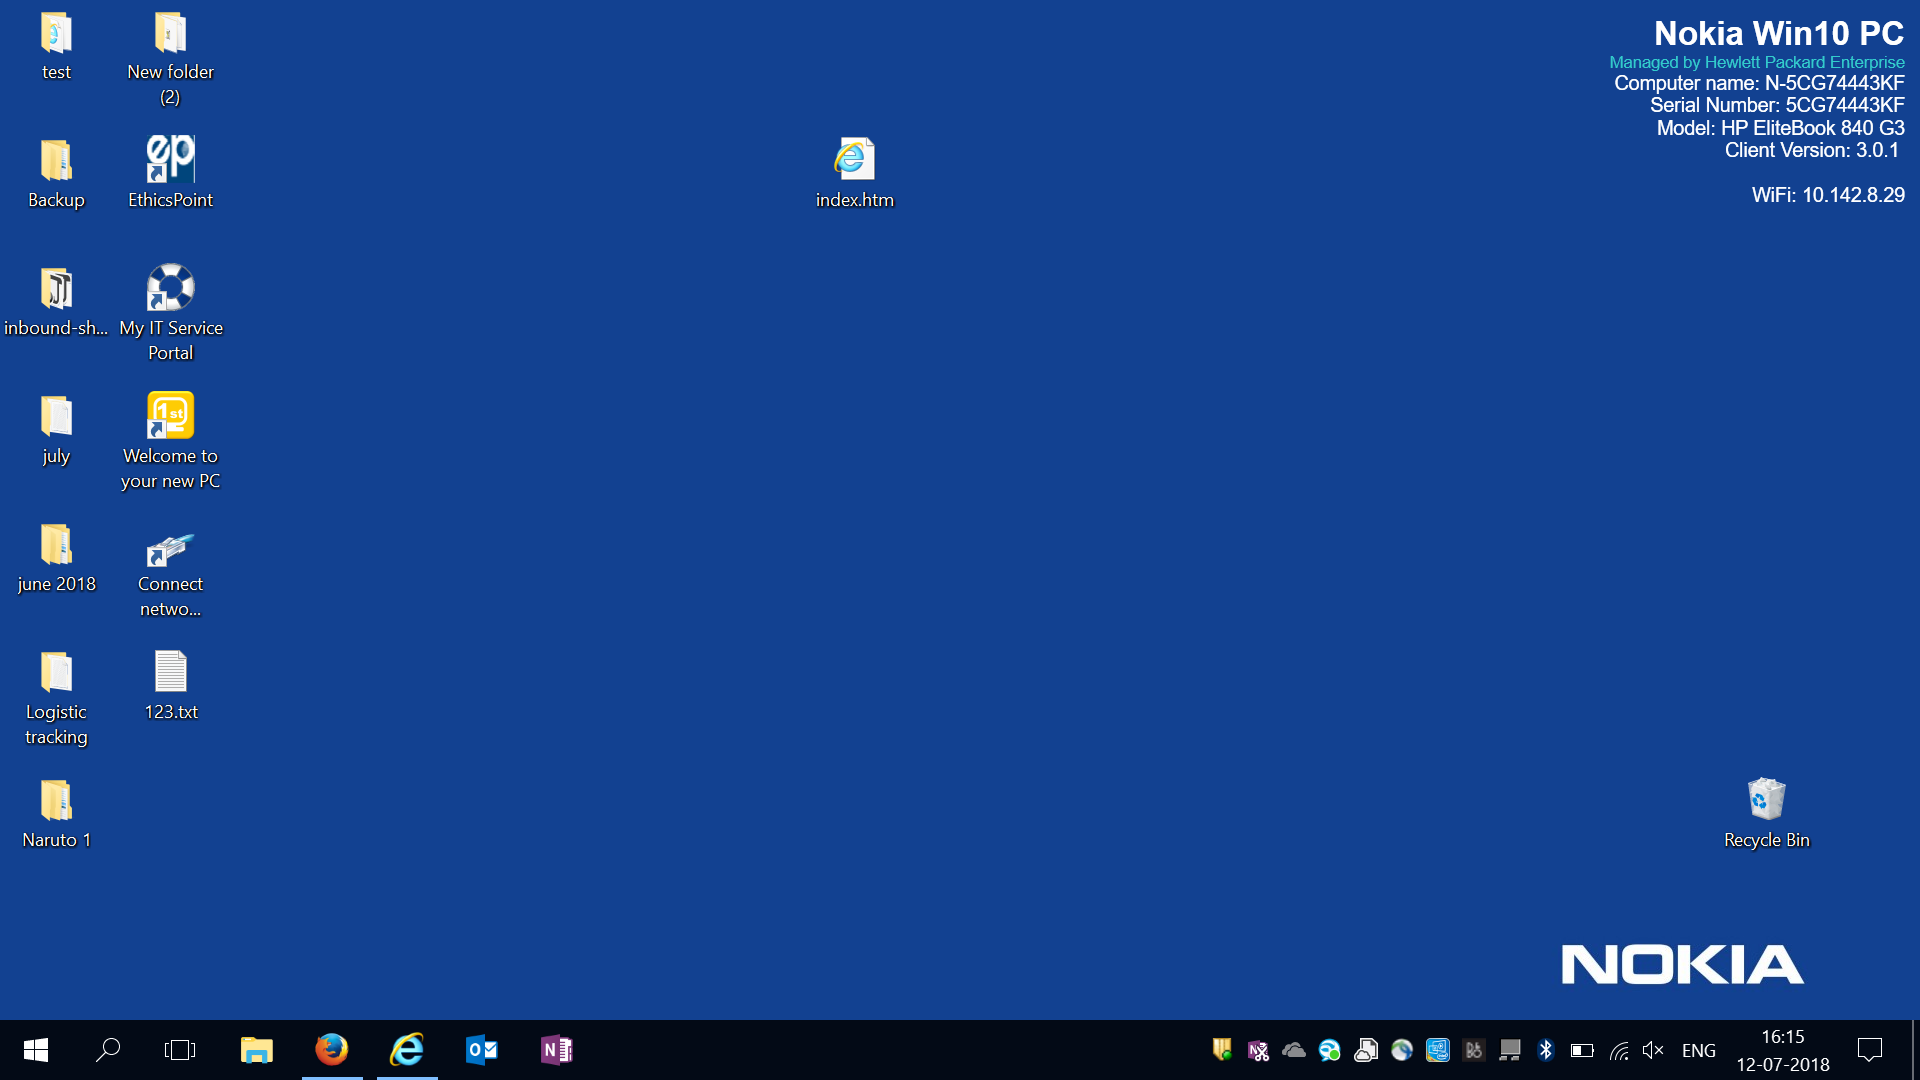 test
New folder
(2)
Backup
EthicsPoint
inbound-sh...
My IT Service
Portal
july
Welcome to
your new PC
june 2018
Connect
netwo...
Logistic
tracking
123.txt
Naruto 1
index.htm
Nokia Win10 PC
Managed by Hewlett Packard Enterprise
Computer name: N-5CG74443KF
Serial Number: 5CG74443KF
Model: HP EliteBook 840 G3
Client Version: 3.0.1
WiFi: 10.142.8.29
Recycle Bin
NOKIA
ENG
16:15
12-07-2018
ep
1st